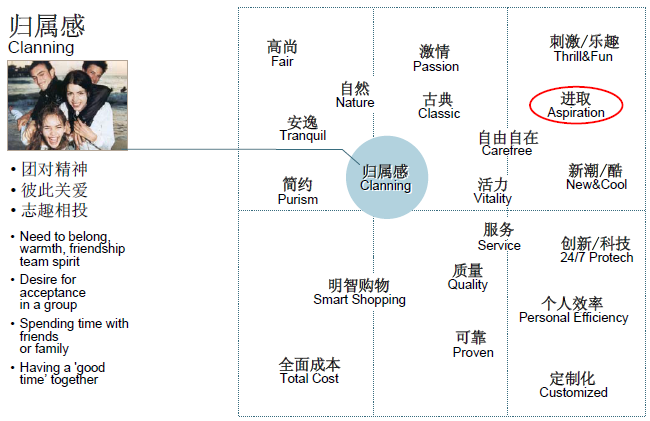 归属感
Clanning
• 团对精神
• 彼此关爱
• 志趣相投
• Need to belong,
warmth, friendship
team spirit
• Desire for
acceptance
in a group
• Spending time with
friends
or family
• Having a 'good
time' together
高尚
Fair
激情
Passion
刺激/乐趣
Thrill&Fun
自然
Nature
古典
Classic
进取
Aspiration
安逸
Tranquil
自由自在
Carefree
归属感
Clanning
简约
Purism
活力
Vitality
新潮/酷
New&Cool
服务
Service
创新/科技
24/7 Protech
质量
Quality
明智购物
Smart Shopping
个人效率
Personal Efficiency
可靠
Proven
全面成本
Total Cost
定制化
Customized